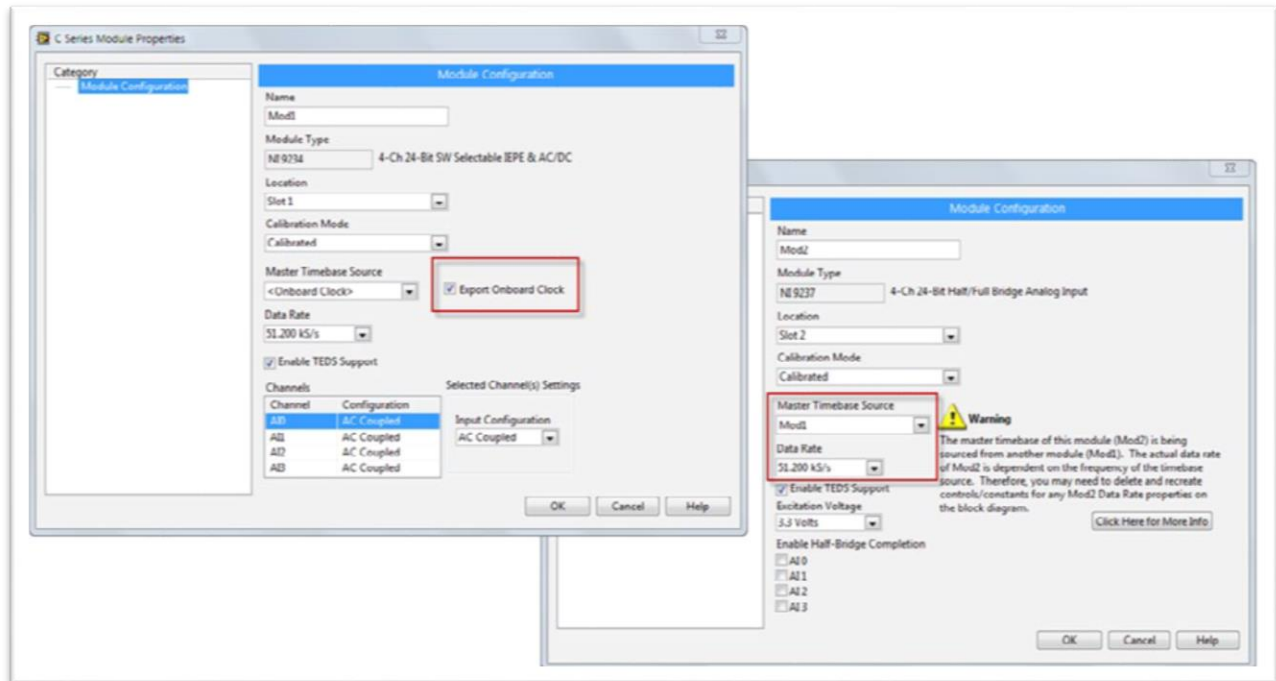 C Series Module Properties
Category
Module Configuration
Module Configuration
Name
Mod1
Module Type
NI 9234 4-Ch 24-Bit SW Selectable IEPE & AC/DC
Location
Slot 1
Calibration Mode
Calibrated
Master Timebase Source
<Onboard Clock> Export Onboard Clock
Data Rate
51.200 kS/s
Enable TEDS Support
Channels
Channel Configuration
AI0 AC Coupled
AI1 AC Coupled
AI2 AC Coupled
AI3 AC Coupled
Selected Channel(s) Settings
Input Configuration
AC Coupled
OK Cancel Help
Module Configuration
Name
Mod2
Module Type
NI 9237 4-Ch 24-Bit Half/Full Bridge Analog Input
Location
Slot 2
Calibration Mode
Calibrated
Master Timebase Source
Mod1
Data Rate
51.200 kS/s
Enable TEDS Support
Excitation Voltage
3.3 Volts
Enable Half-Bridge Completion
AI0
AI1
AI2
AI3
Warning
The master timebase of this module (Mod2) is being
sourced from another module (Mod1). The actual data rate
of Mod2 is dependent on the frequency of the timebase
source. Therefore, you may need to delete and recreate
controls/constants for any Mod2 Data Rate properties on
the block diagram.
Click Here for More Info
OK Cancel Help